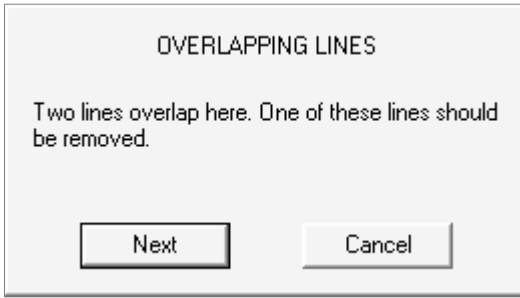 OVERLAPPING LINES
Two lines overlap here. One of these lines should
be removed.
Next
Cancel